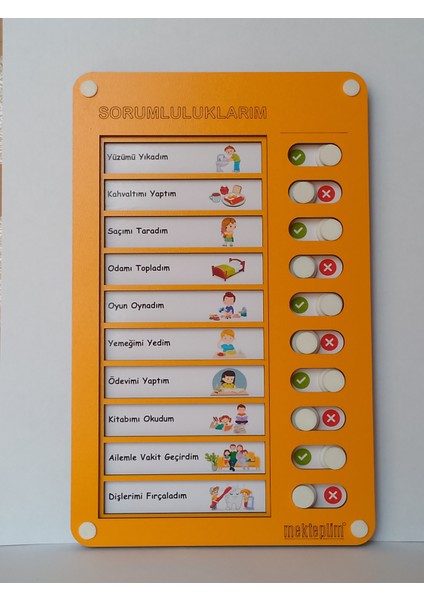 SORUMLULUKLARIM
Yüzümü Yıkadım
Kahvaltımı Yaptım
Saçımı Taradım
Odamı Topladım
Oyun Oynadım
Yemeğimi Yedim
Ödevimi Yaptım
Kitabımı Okudum
Ailemle Vakit Geçirdim
Dişlerimi Fırçaladım
mekteplim